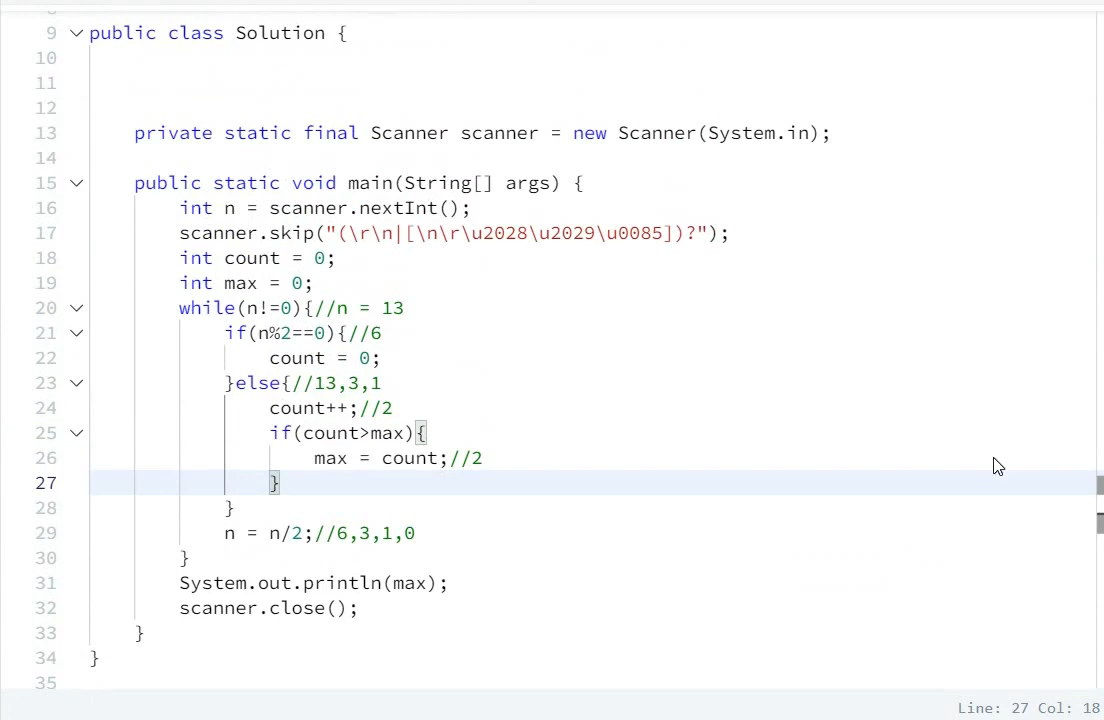 9 public class Solution {
10
11
12
13 private static final Scanner scanner = new Scanner(System.in);
14
15 public static void main(String[] args) {
16 int n = scanner.nextInt();
17 scanner.skip("(\r\n|[\n\r\u2028\u2029\u0085])?");
18 int count = 0;
19 int max = 0;
20 while(n!=0){//n = 13
21 if(n%2==0){//6
22 count = 0;
23 }else{//13,3,1
24 count++;//2
25 if(count>max){
26 max = count;//2
27 }
28 }
29 n = n/2;//6,3,1,0
30 }
31 System.out.println(max);
32 scanner.close();
33 }
34 }
35
Line: 27 Col: 18